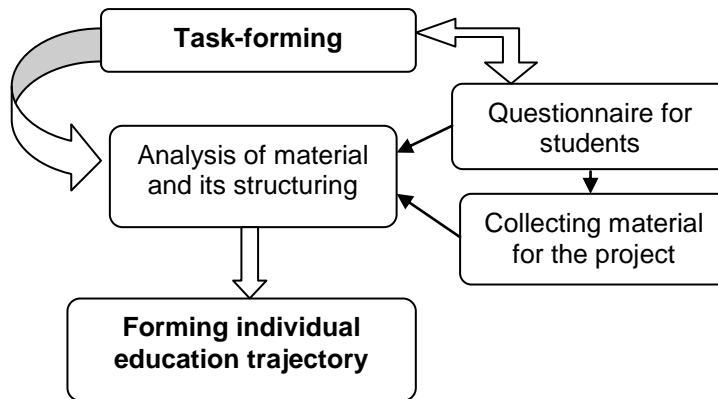 Task-forming
Questionnaire for
students
Analysis of material
and its structuring
Collecting material
for the project
Forming individual
education trajectory